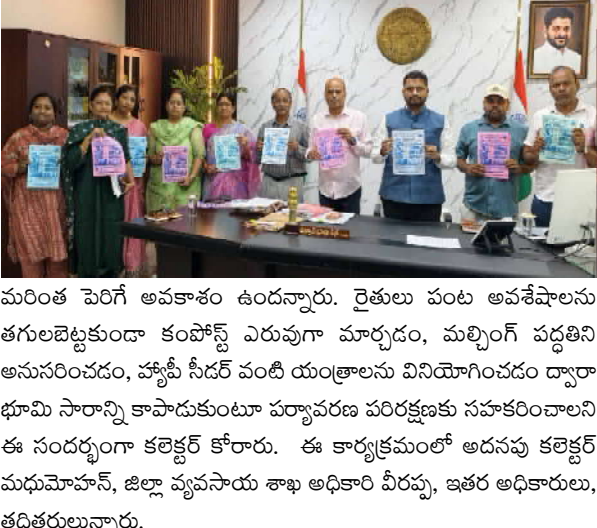 మరింత పెరిగే అవకాశం ఉందన్నారు. రైతులు పంట అవశేషాలను
తగులబెట్టకుండా కంపోస్ట్ ఎరువుగా మార్చడం, మల్చింగ్ పద్ధతిని
అనుసరించడం, హ్యాపీ సీడర్ వంటి యంత్రాలను వినియోగించడం ద్వారా
భూమి సారాన్ని కాపాడుకుంటూ పర్యావరణ పరిరక్షణకు సహకరించాలని
ఈ సందర్భంగా కలెక్టర్ కోరారు. ఈ కార్యక్రమంలో అదనపు కలెక్టర్
మధుమోహన్, జిల్లా వ్యవసాయ శాఖ అధికారి వీరప్ప, ఇతర అధికారులు,
తదితరులున్నారు.